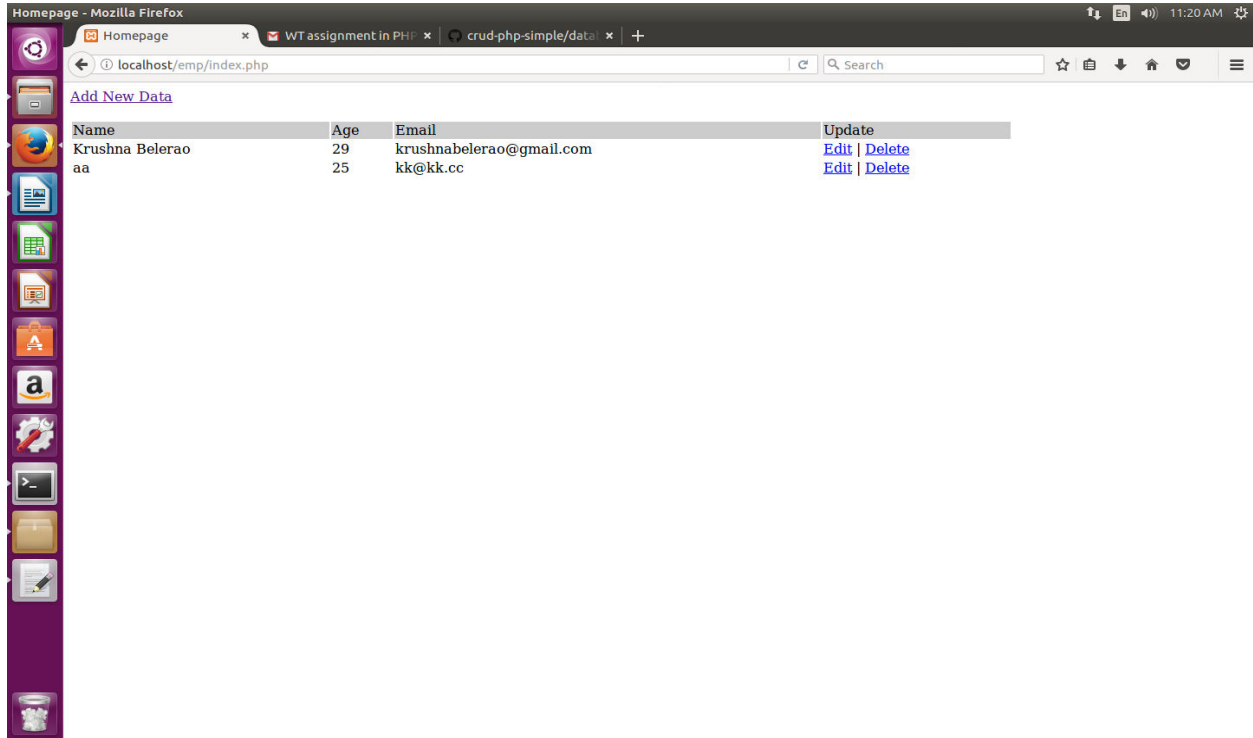 Homepage - Mozilla Firefox
En 11:20 AM
Homepage
WT assignment in PHP
crud-php-simple/data
localhost/emp/index.php
Search
Add New Data
Name Age Email Update
Krushna Belerao 29 krushnabelerao@gmail.com Edit | Delete
aa 25 kk@kk.cc Edit | Delete